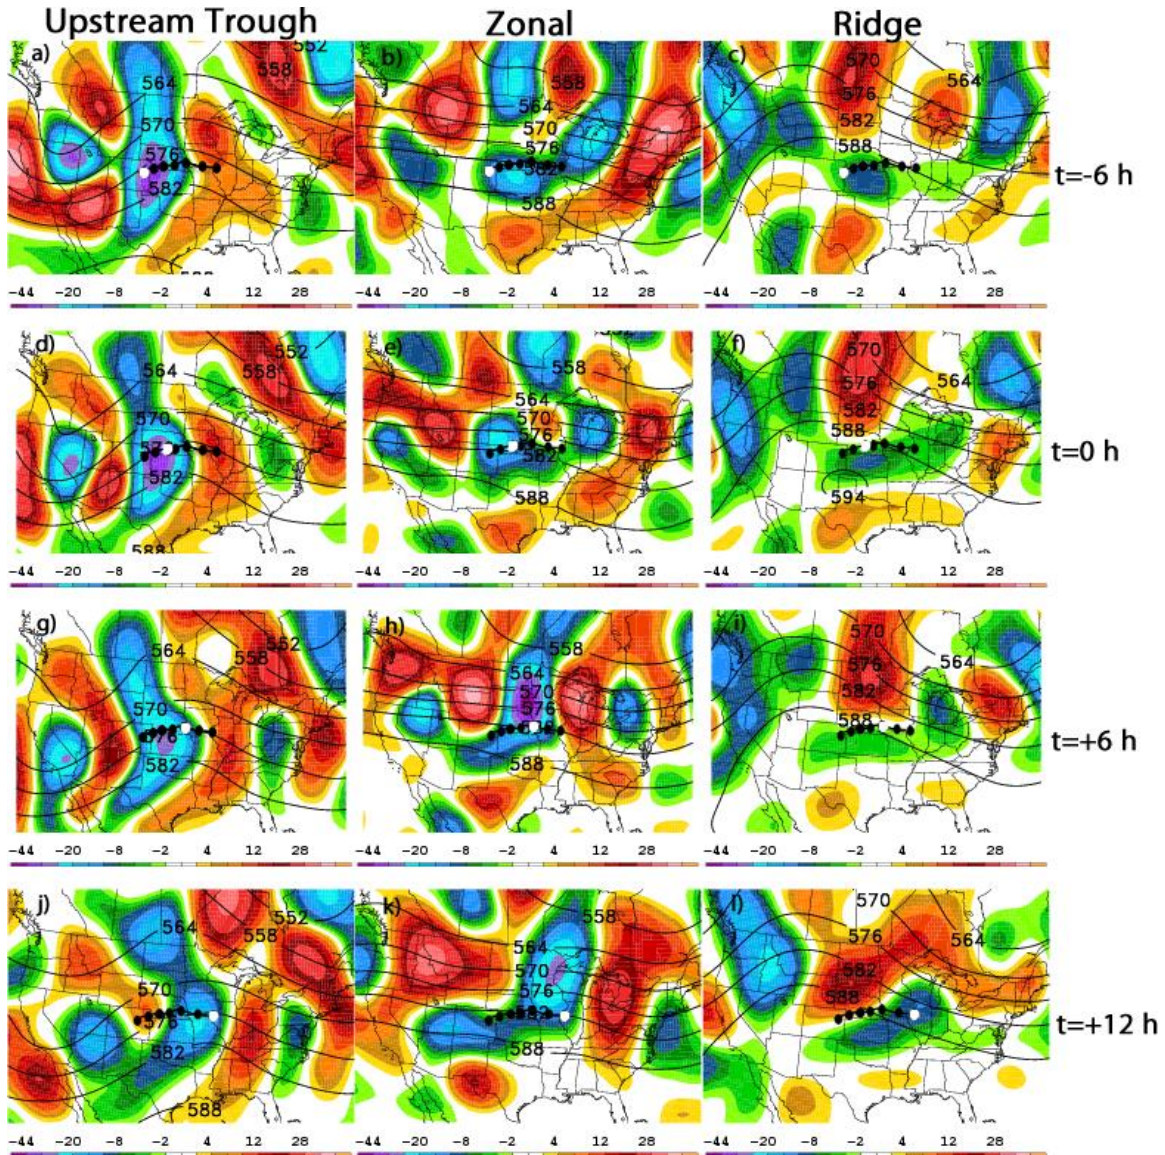 Upstream Trough Zonal Ridge
a) 552 558 564 570 576 582
b) 558 564 570 576 582 588
c) 570 576 582 588 564
t=-6 h
-44 -20 -8 -2 4 12 28 -44 -20 -8 -2 4 12 28 -44 -20 -8 -2 4 12 28
d) 552 558 564 570 582 588
e) 558 564 570 576 582 588
f) 570 576 582 588 564 594
t=0 h
-44 -20 -8 -2 4 12 28 -44 -20 -8 -2 4 12 28 -44 -20 -8 -2 4 12 28
g) 552 558 564 570 576 582
h) 558 564 570 576 588
i) 570 576 582 588 564
t=+6 h
-44 -20 -8 -2 4 12 28 -44 -20 -8 -2 4 12 28 -44 -20 -8 -2 4 12 28
j) 552 558 564 570 576 582 588
k) 558 564 570 576 588
l) 570 576 582 588 564
t=+12 h
-44 -20 -8 -2 4 12 28 -44 -20 -8 -2 4 12 28 -44 -20 -8 -2 4 12 28